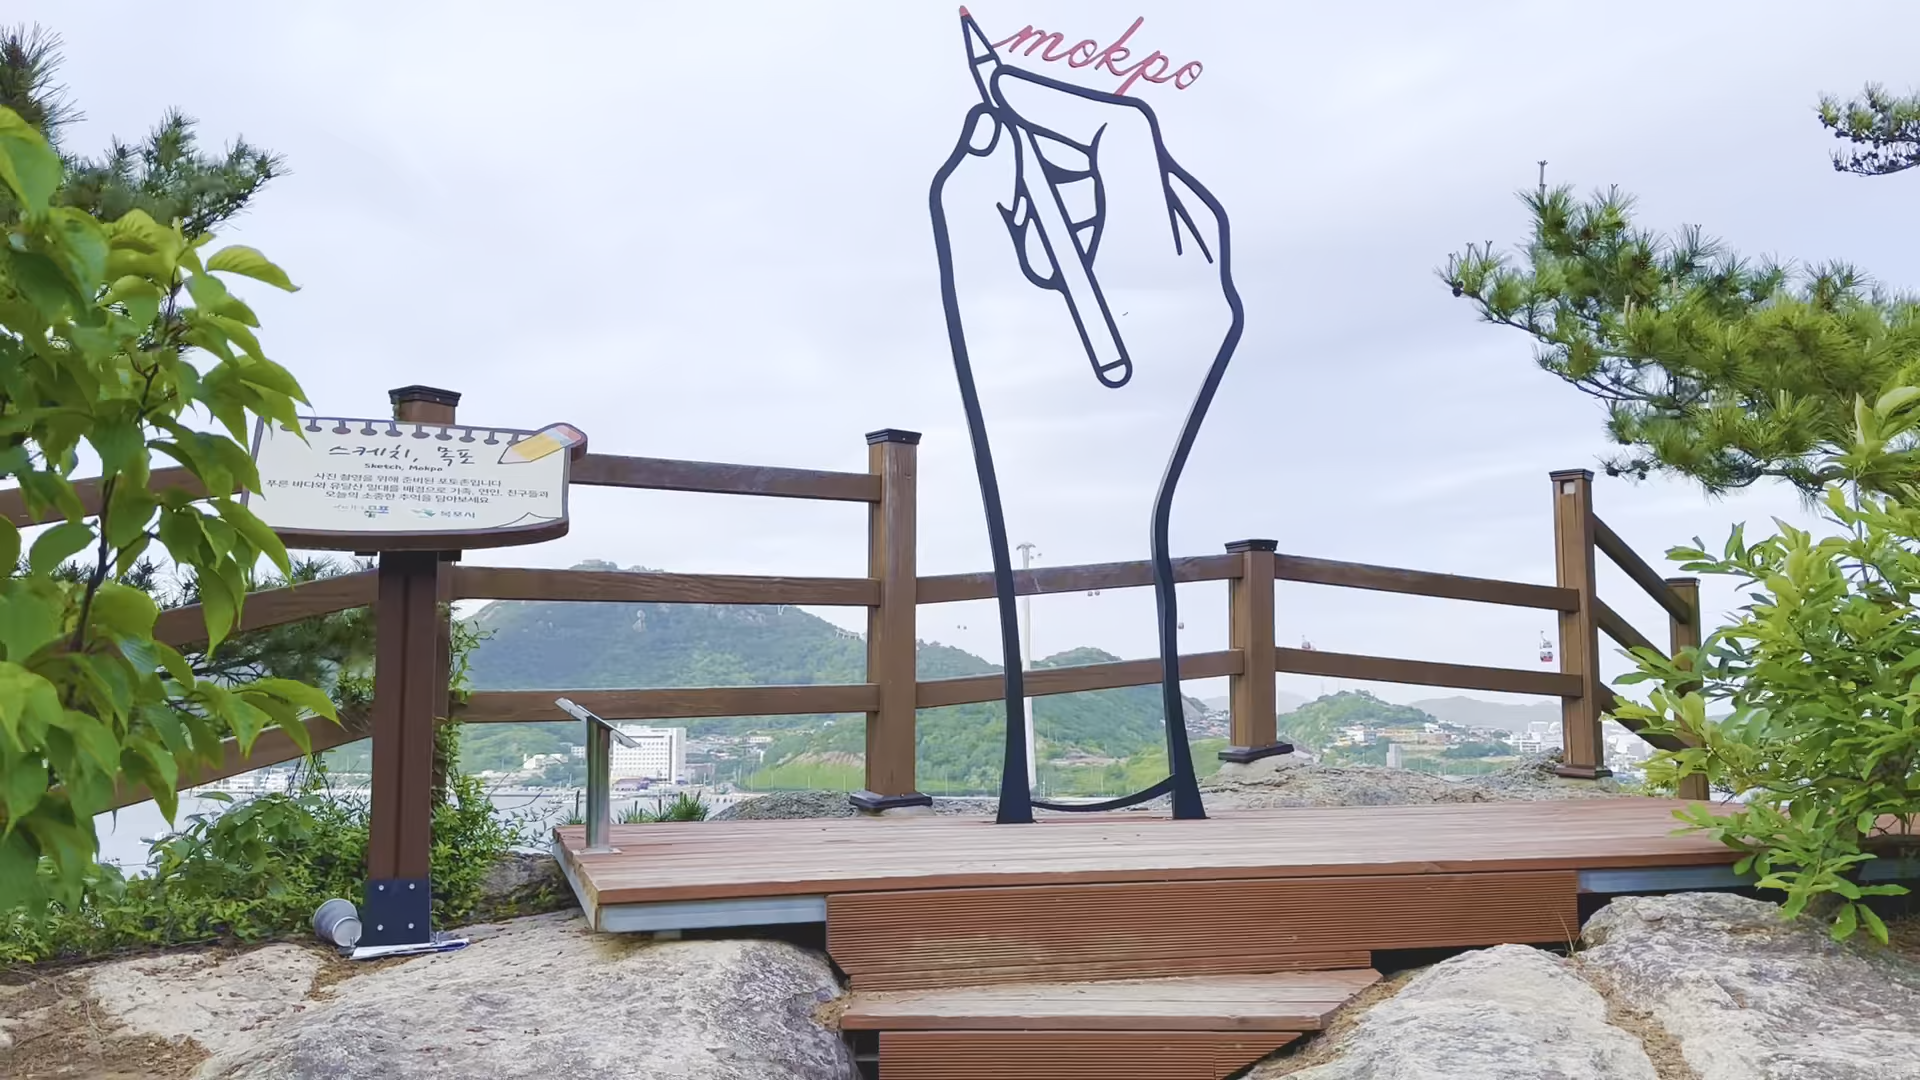 mokpo
스케치, 목포
Sketch, Mokpo
사진 촬영을 위해 준비된 포토존입니다
푸른 바다와 유달산 일대를 배경으로 가족, 연인, 친구들과
오늘의 소중한 추억을 담아보세요
목포시